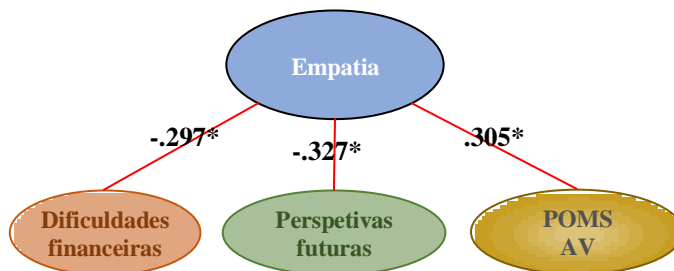 Empatia
-.297*
-.327*
.305*
Dificuldades
financeiras
Perspetivas
futuras
POMS
AV